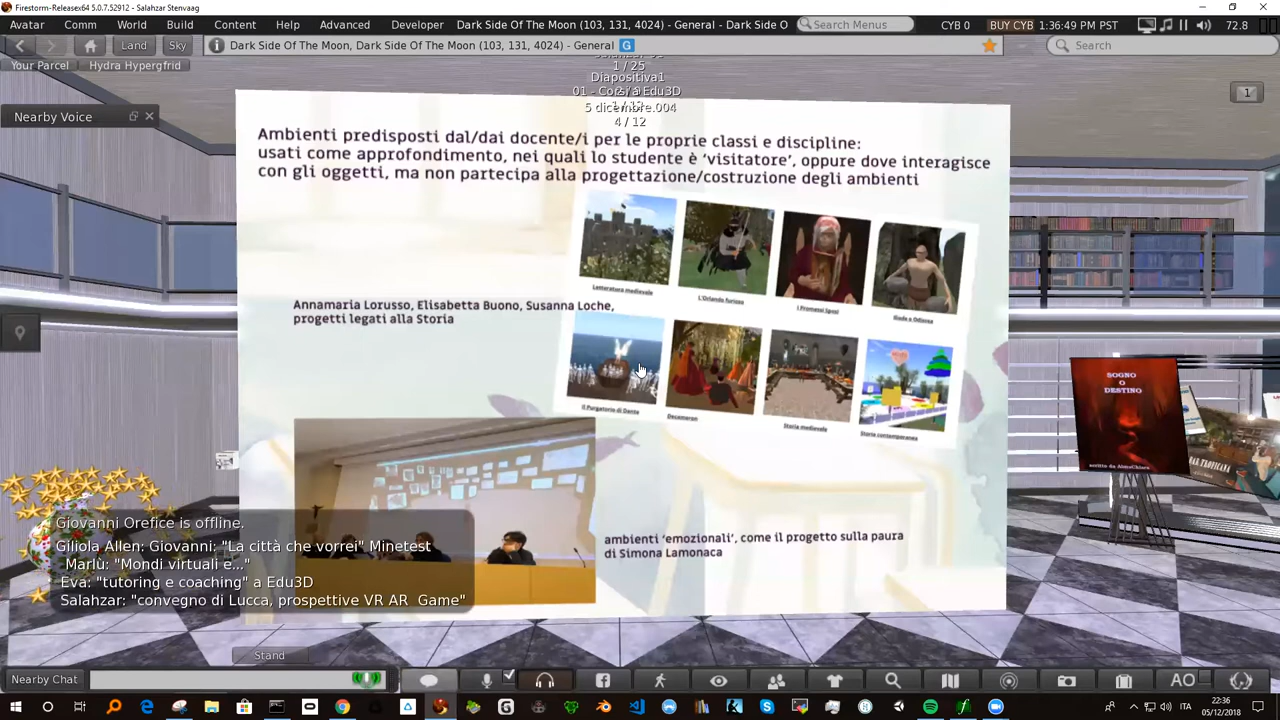 Firestorm-Releasex64 5.0.7.52912 - Salahzar Stenvaag
Avatar Comm World Build Content Help Advanced Developer Dark Side Of The Moon (103, 131, 4024) - General - Dark Side O Search Menus CYB 0 BUY CYB 1:36:49 PM PST 72.8
Land Sky Dark Side Of The Moon, Dark Side Of The Moon (103, 131, 4024) - General G Search
Your Parcel Hydra Hypergfrid
1 / 25
Diapositiva1
5 dicembre.004
4 / 12
1
Nearby Voice
Ambienti predisposti dal/dai docente/i per le proprie classi e discipline:
usati come approfondimento, nei quali lo studente è ‘visitatore’, oppure dove interagisce
con gli oggetti, ma non partecipa alla progettazione/costruzione degli ambienti
Letteratura medievale
L'Orlando furioso
I Promessi Sposi
Iliade e Odissea
Annamaria Lorusso, Elisabetta Buono, Susanna Loche,
progetti legati alla Storia
Il Purgatorio di Dante
Decameron
Storia medievale
Storia contemporanea
SOGNO
O
DESTINO
scritto da AlmaChiara
ambienti ‘emozionali’, come il progetto sulla paura
di Simona Lamonaca
Giovanni Orefice is offline.
Giliola Allen: Giovanni: "La città che vorrei" Minetest
Marlù: "Mondi virtuali e..."
Eva: "tutoring e coaching" a Edu3D
Salahzar: "convegno di Lucca, prospettive VR AR Game"
Stand
Nearby Chat
AO
ITA
22:36
05/12/2018